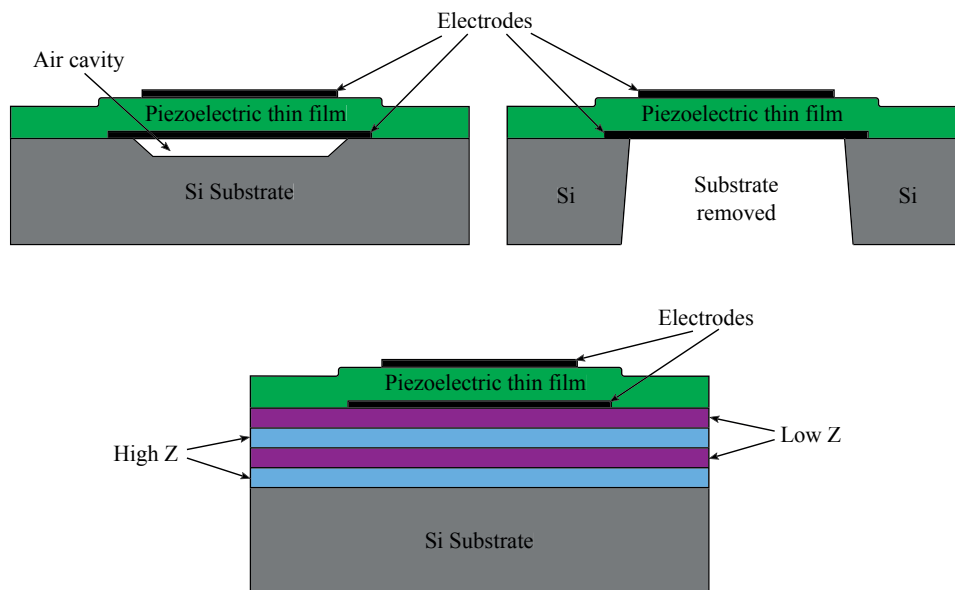 Electrodes
Air cavity
Piezoelectric thin film
Piezoelectric thin film
Si Substrate
Si
Substrate
removed
Si
Electrodes
Piezoelectric thin film
High Z
Low Z
Si Substrate